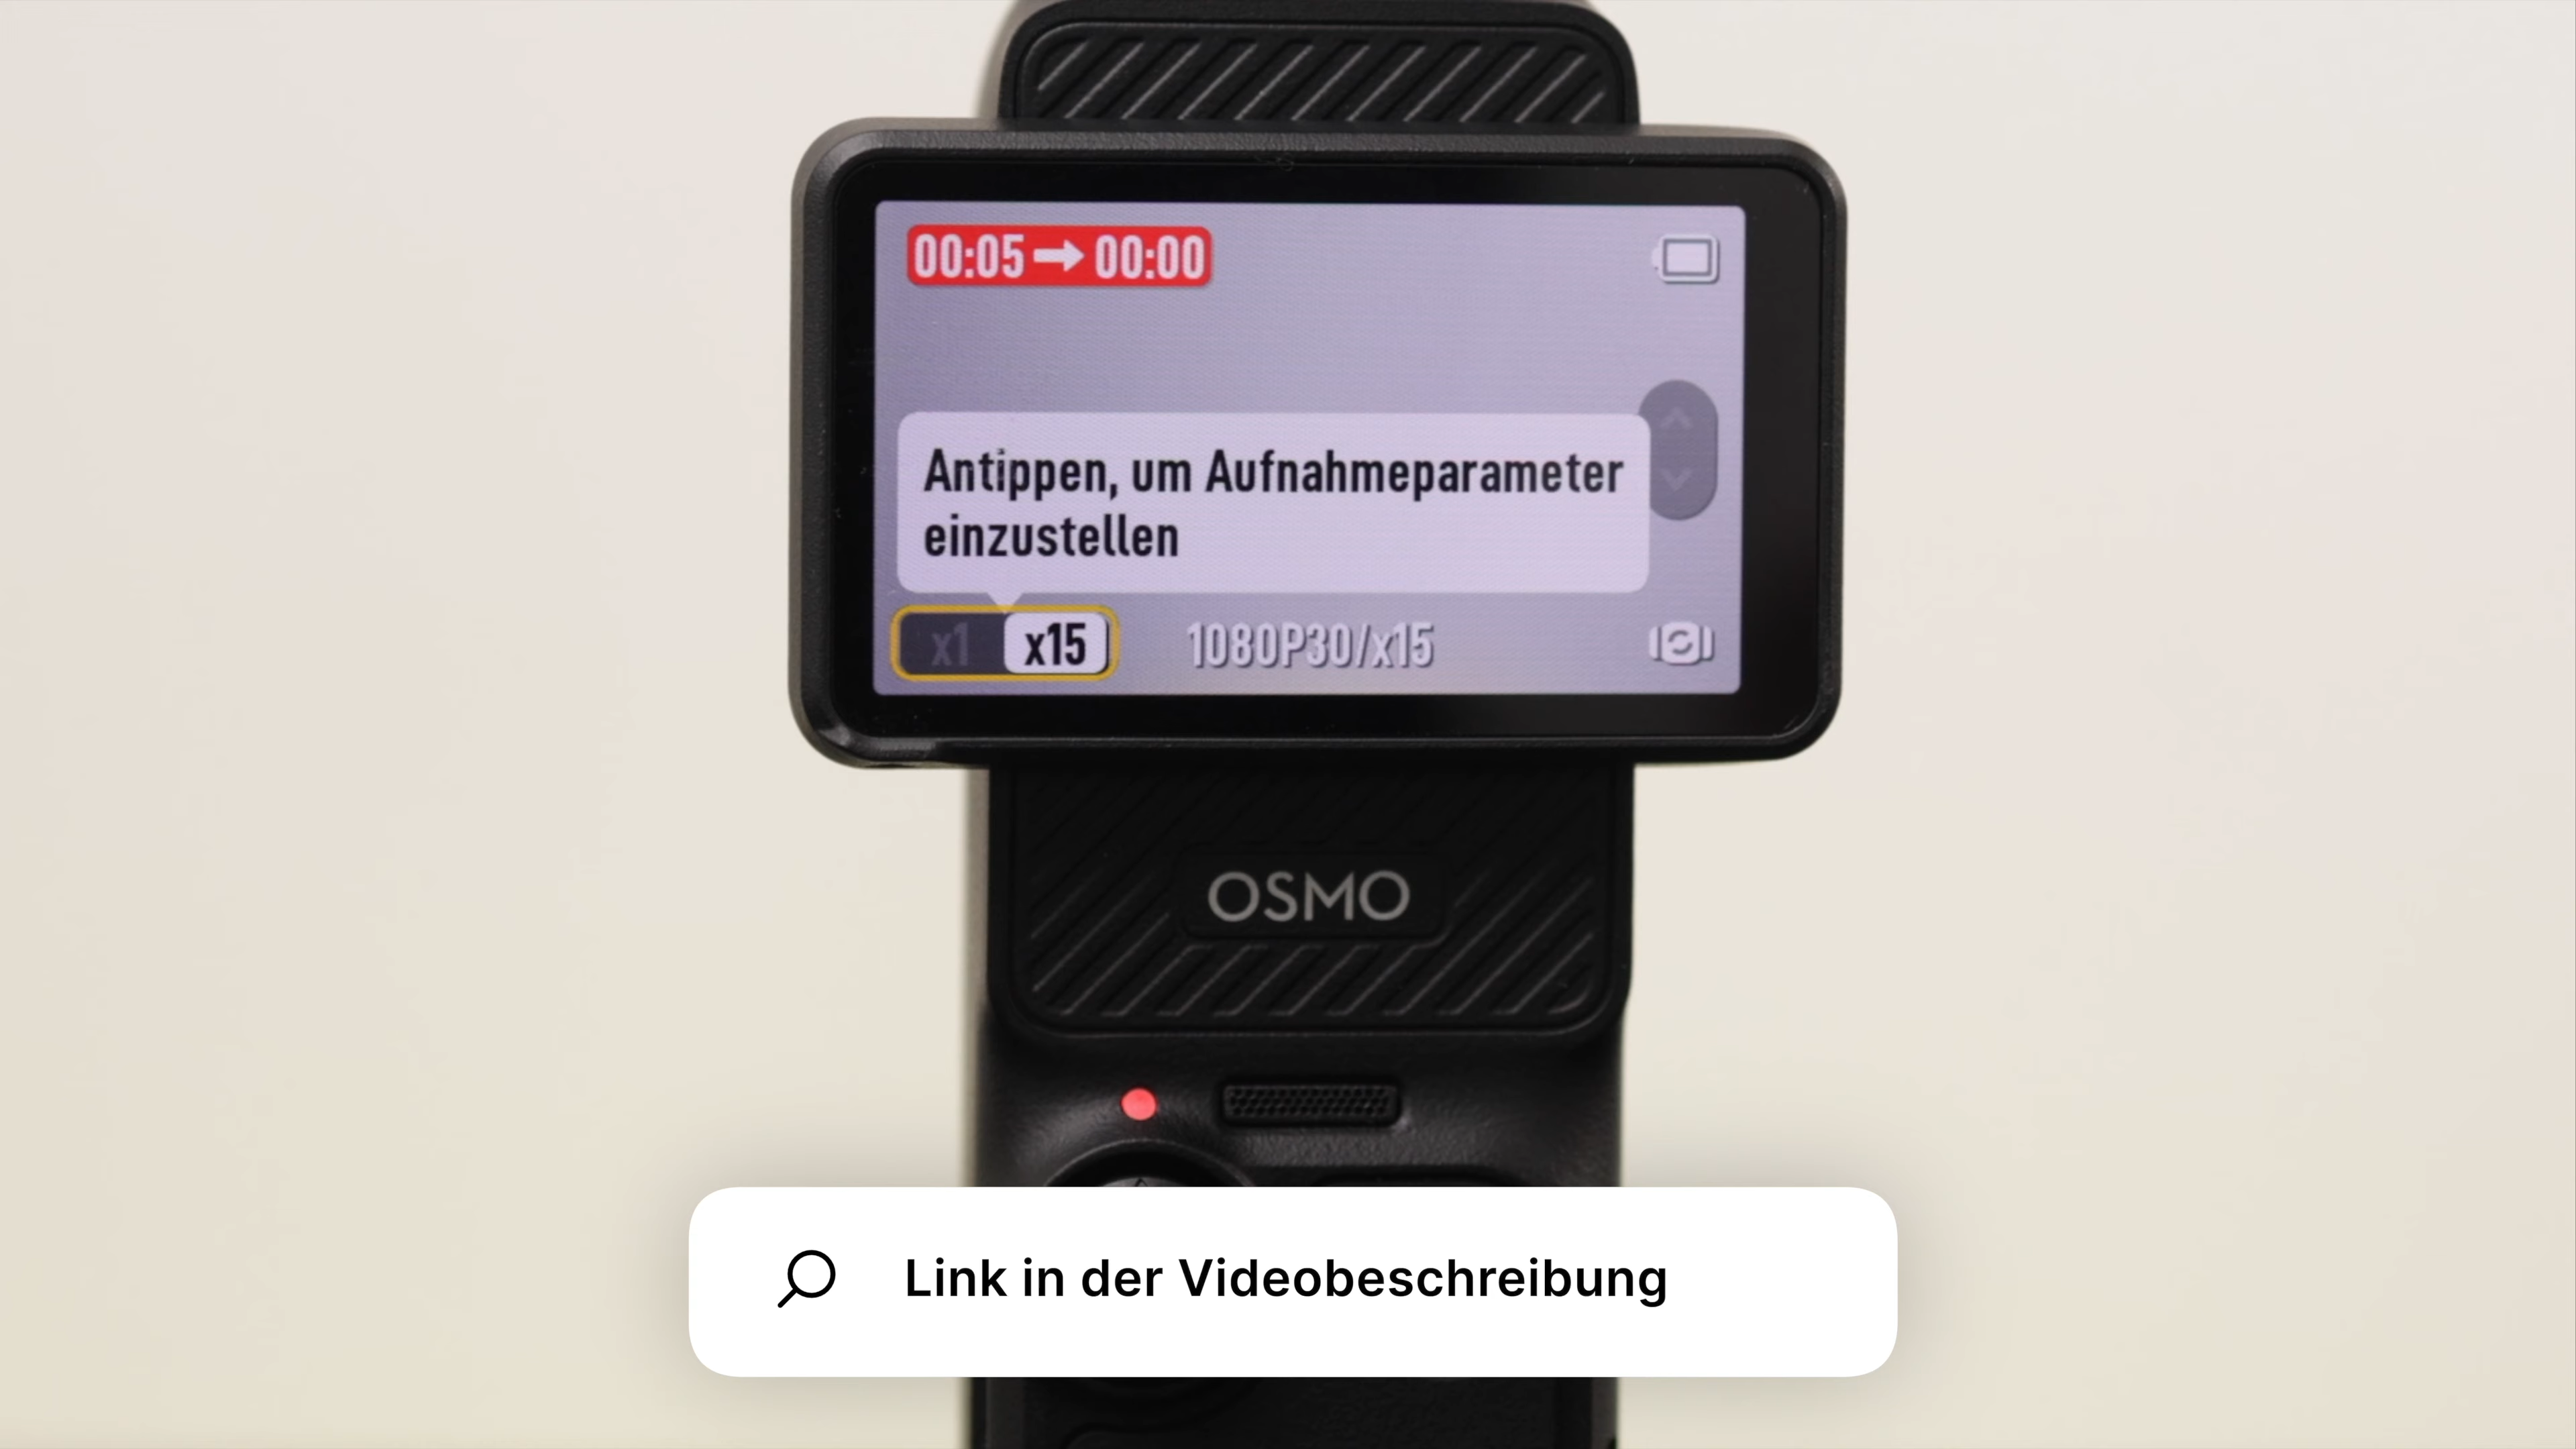 00:05 → 00:00
Antippen, um Aufnahmeparameter
einzustellen
x1 x15 1080P30/x15
OSMO
Link in der Videobeschreibung